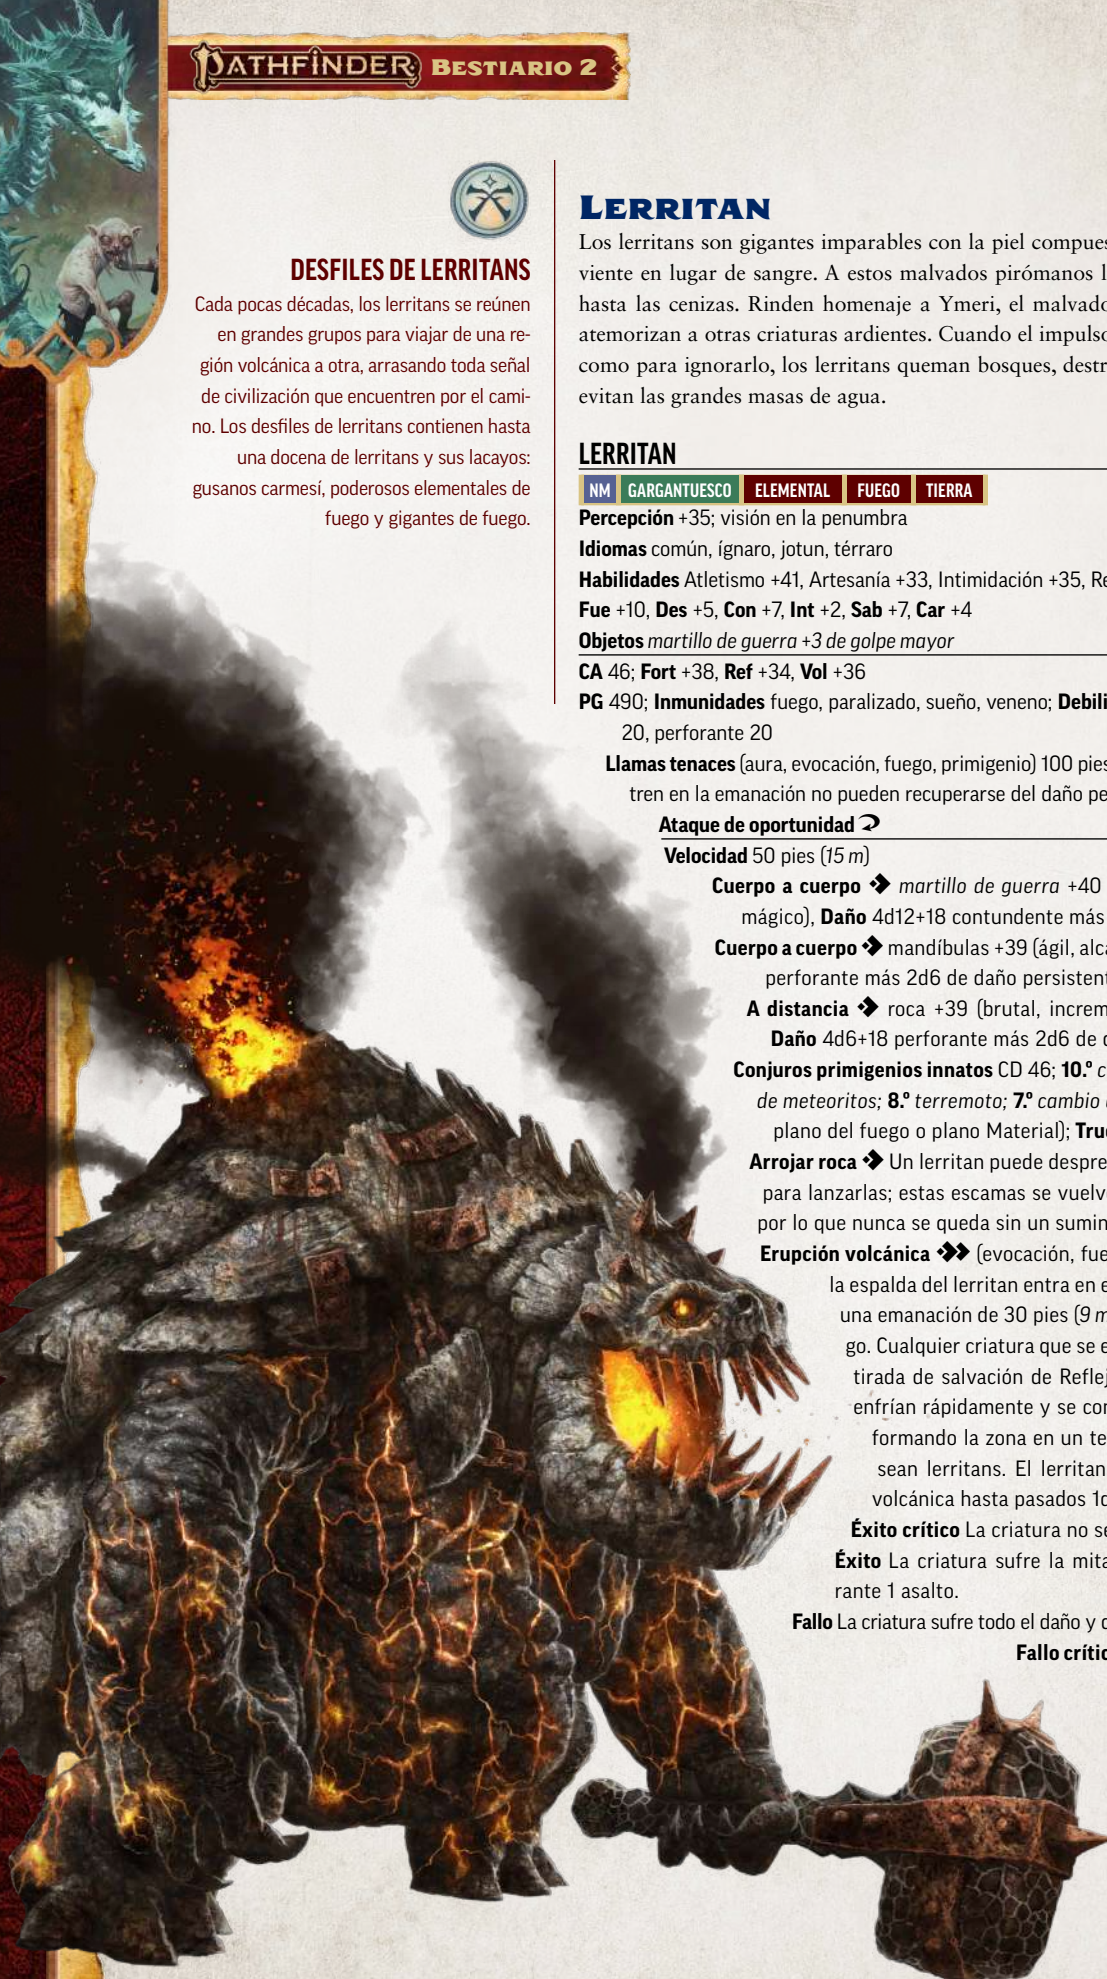 PATHFINDER BESTIARIO 2
DESFILES DE LERRITANS
Cada pocas décadas, los lerritans se reúnen
en grandes grupos para viajar de una re-
gión volcánica a otra, arrasando toda señal
de civilización que encuentren por el cami-
no. Los desfiles de lerritans contienen hasta
una docena de lerritans y sus lacayos:
gusanos carmesí, poderosos elementales de
fuego y gigantes de fuego.
LERRITAN
Los lerritans son gigantes imparables con la piel compues
viente en lugar de sangre. A estos malvados pirómanos l
hasta las cenizas. Rinden homenaje a Ymeri, el malvado
atemorizan a otras criaturas ardientes. Cuando el impulso
como para ignorarlo, los lerritans queman bosques, destr
evitan las grandes masas de agua.
LERRITAN
NM GARGANTUESCO ELEMENTAL FUEGO TIERRA
Percepción +35; visión en la penumbra
Idiomas común, ígnaro, jotun, térraro
Habilidades Atletismo +41, Artesanía +33, Intimidación +35, Re
Fue +10, Des +5, Con +7, Int +2, Sab +7, Car +4
Objetos martillo de guerra +3 de golpe mayor
CA 46; Fort +38, Ref +34, Vol +36
PG 490; Inmunidades fuego, paralizado, sueño, veneno; Debili
20, perforante 20
Llamas tenaces (aura, evocación, fuego, primigenio) 100 pies
tren en la emanación no pueden recuperarse del daño pe
Ataque de oportunidad
Velocidad 50 pies (15 m)
Cuerpo a cuerpo martillo de guerra +40
mágico), Daño 4d12+18 contundente más
Cuerpo a cuerpo mandíbulas +39 (ágil, alca
perforante más 2d6 de daño persistent
A distancia roca +39 (brutal, increm
Daño 4d6+18 perforante más 2d6 de d
Conjuros primigenios innatos CD 46; 10.º c
de meteoritos; 8.º terremoto; 7.º cambio
plano del fuego o plano Material); Truc
Arrojar roca Un lerritan puede despre
para lanzarlas; estas escamas se vuelv
por lo que nunca se queda sin un sumin
Erupción volcánica (evocación, fue
la espalda del lerritan entra en e
una emanación de 30 pies (9 m
go. Cualquier criatura que se e
tirada de salvación de Reflej
enfrían rápidamente y se con
formando la zona en un te
sean lerritans. El lerritan
volcánica hasta pasados 1d
Éxito crítico La criatura no se
Éxito La criatura sufre la mita
rante 1 asalto.
Fallo La criatura sufre todo el daño y q
Fallo crític